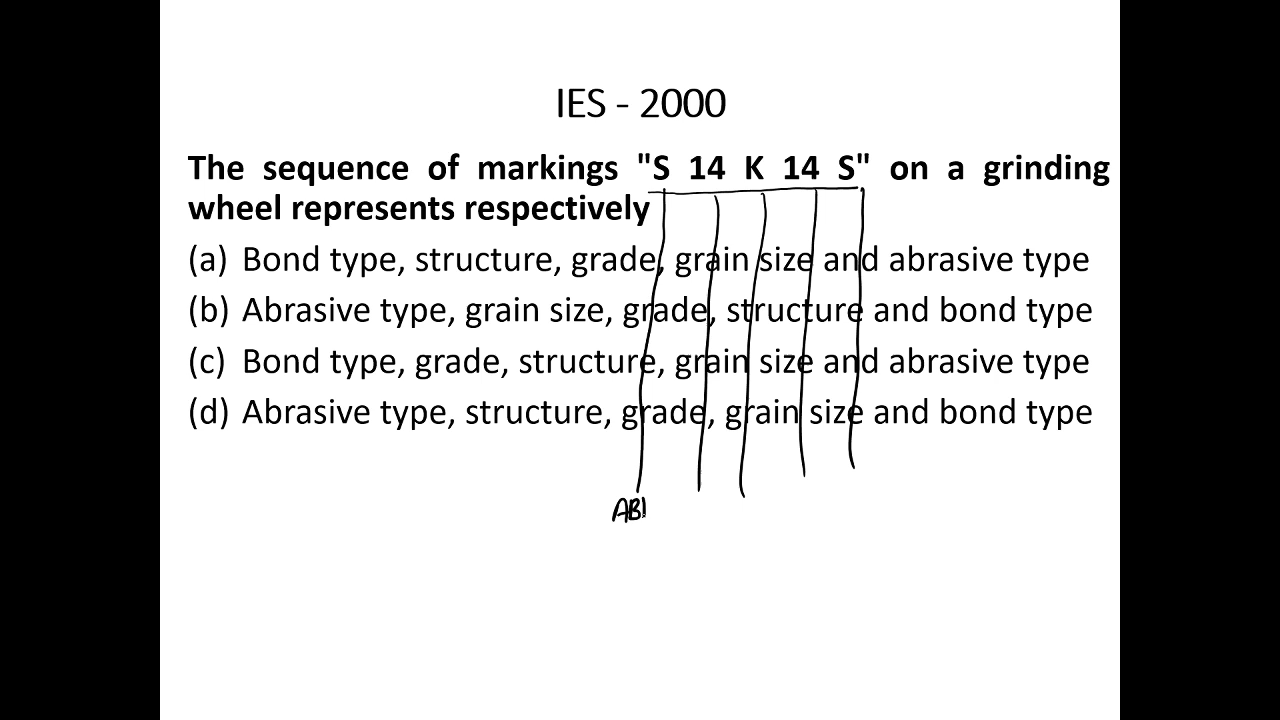 IES - 2000
The sequence of markings "S 14 K 14 S" on a grinding
wheel represents respectively
(a) Bond type, structure, grade, grain size and abrasive type
(b) Abrasive type, grain size, grade, structure and bond type
(c) Bond type, grade, structure, grain size and abrasive type
(d) Abrasive type, structure, grade, grain size and bond type